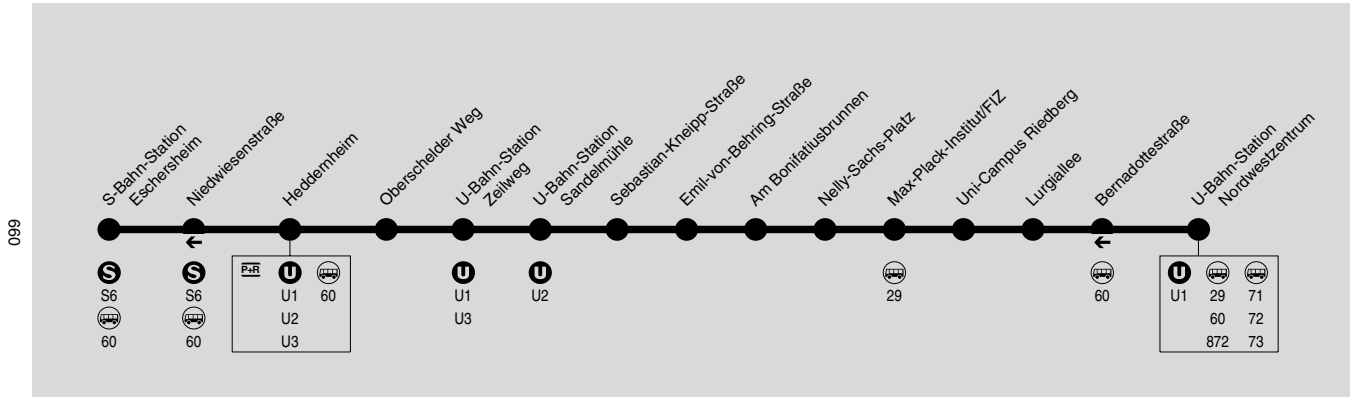 S-Bahn-Station
Eschersheim
Niedwiesenstraße
Heddernheim
Oberschelder Weg
U-Bahn-Station
Zeilweg
U-Bahn-Station
Sandelmühle
Sebastian-Kneipp-Straße
Emil-von-Behring-Straße
Am Bonifatiusbrunnen
Nelly-Sachs-Platz
Max-Plack-Institut/FIZ
Uni-Campus Riedberg
Lurgiallee
Bernadottestraße
U-Bahn-Station
Nordwestzentrum
099
S
S6
60
S
S6
60
P+R U
U1 60
U2
U3
U
U1
U3
U
U2
29
60
U
U1 29 71
60 72
872 73